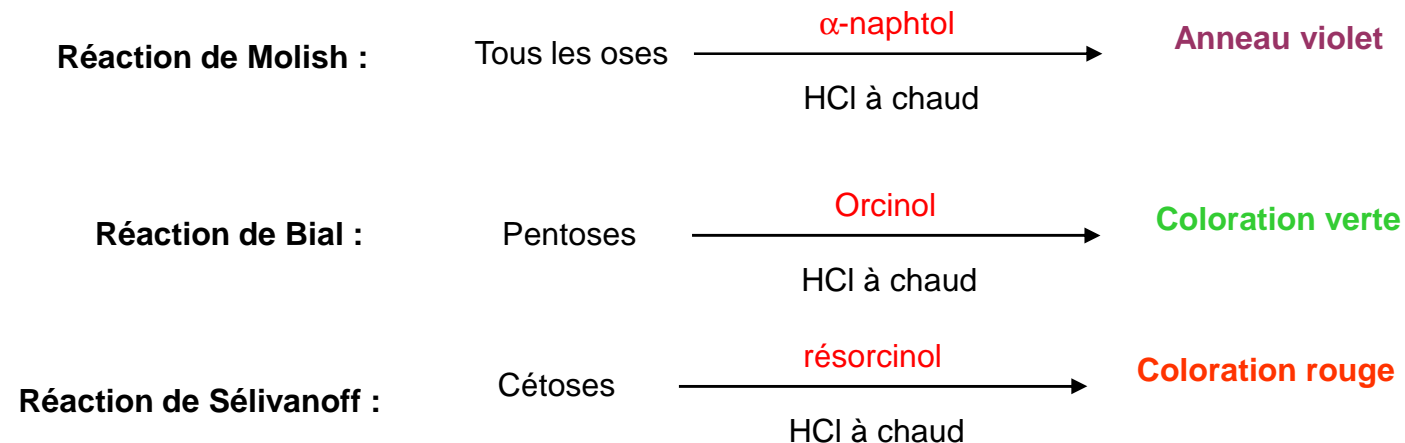 α-naphtol
Réaction de Molish : Tous les oses Anneau violet
HCl à chaud
Orcinol
Réaction de Bial : Pentoses Coloration verte
HCl à chaud
résorcinol
Réaction de Sélivanoff : Cétoses Coloration rouge
HCl à chaud